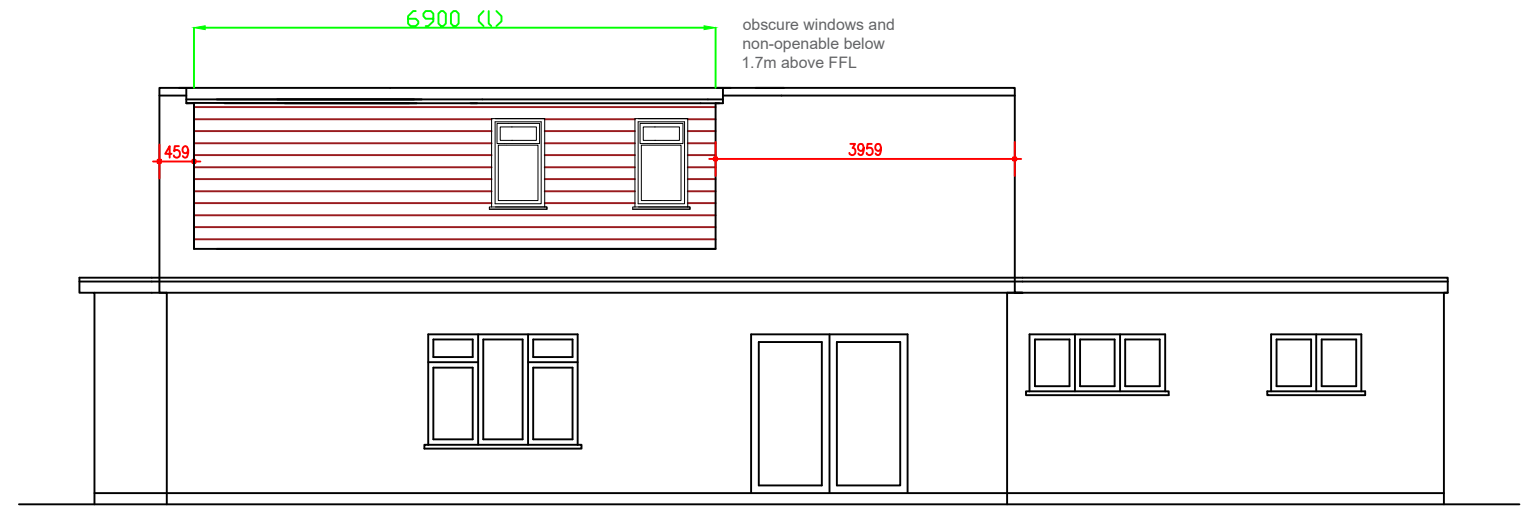 6900 (l)
obscure windows and
non-openable below
1.7m above FFL
459
3959